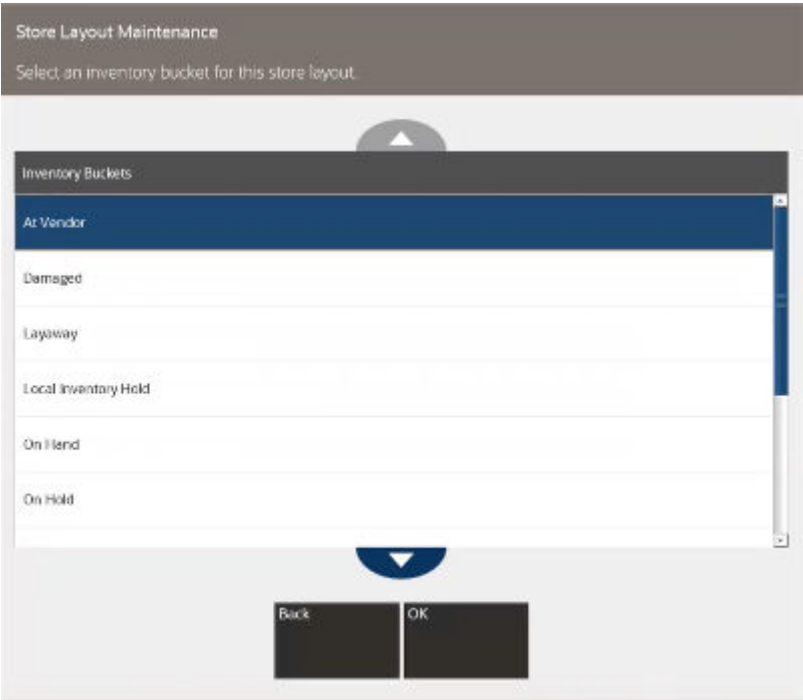 Store Layout Maintenance
Select an inventory bucket for this store layout.
Inventory Buckets
At Vendor
Damaged
Layaway
Local Inventory Hold
On Hand
On Hold
Back
OK